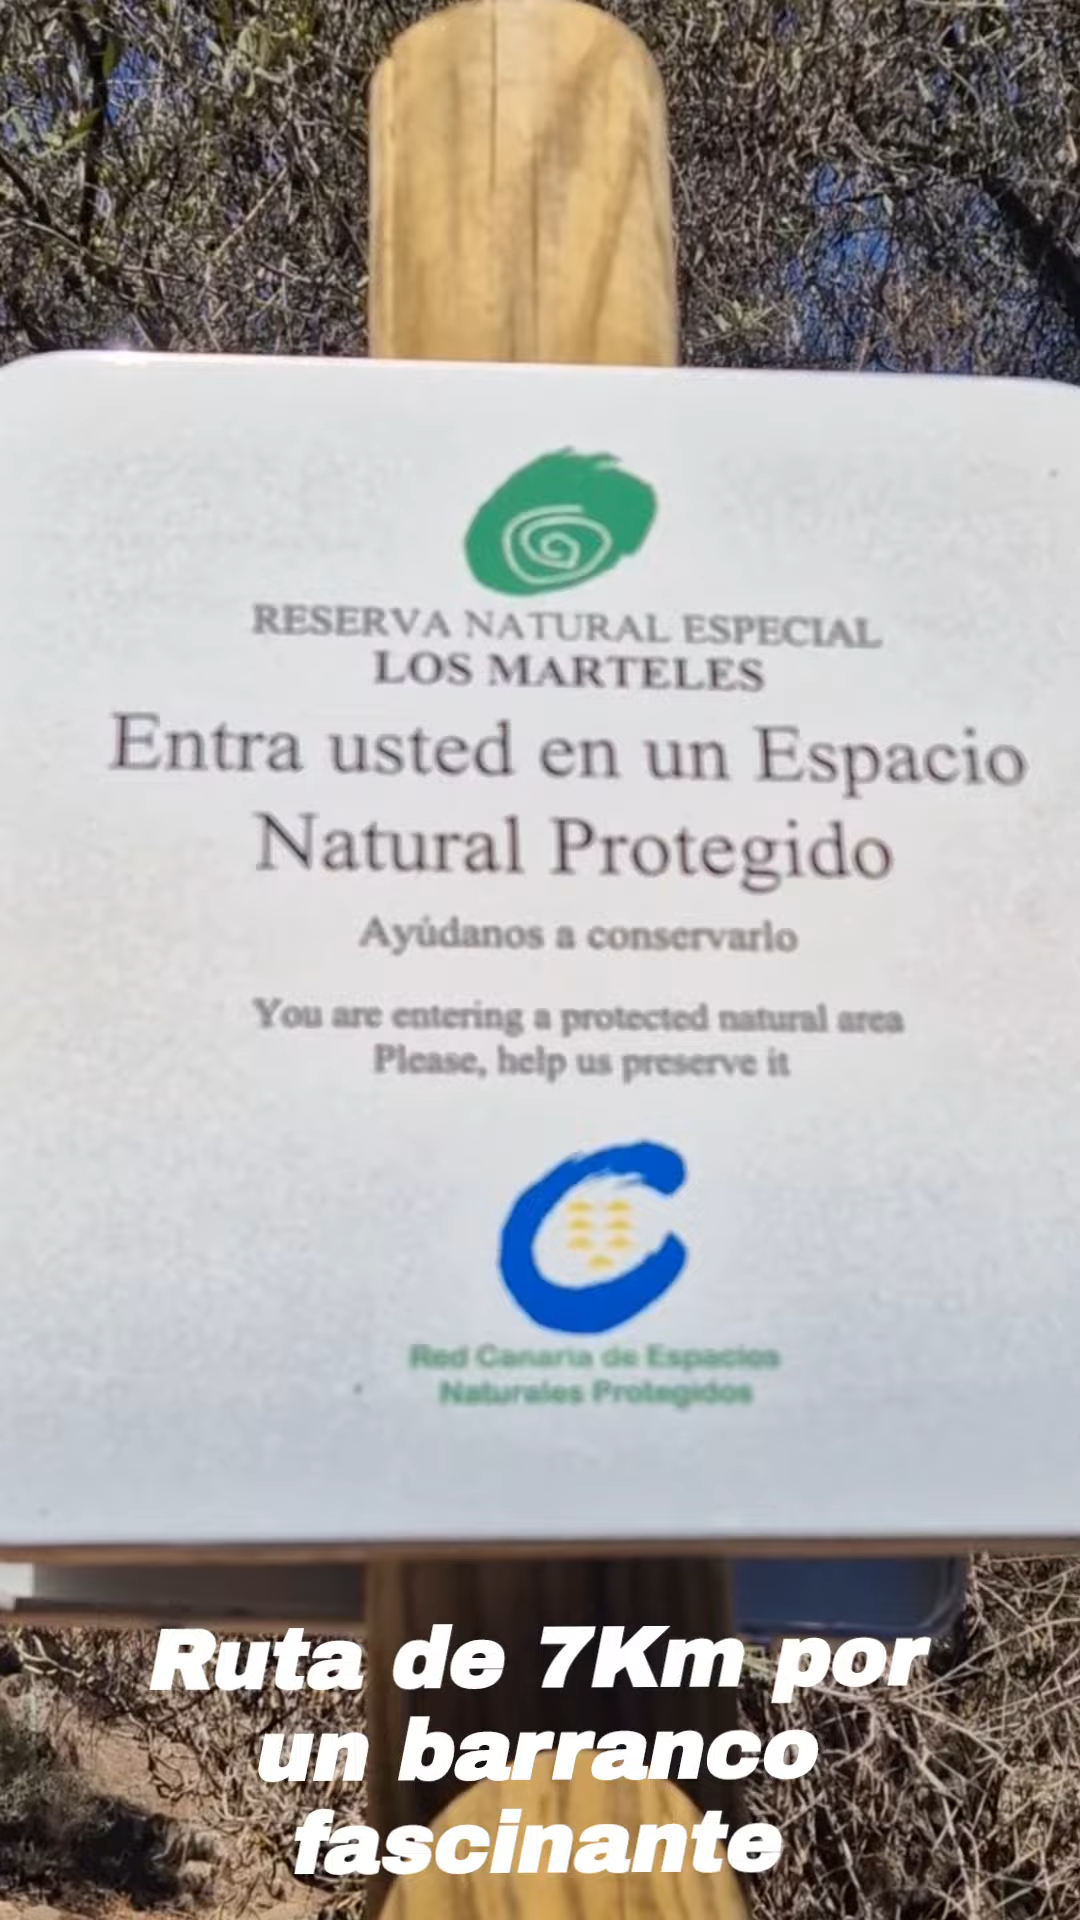 RESERVA NATURAL ESPECIAL
LOS MARTELES
Entra usted en un Espacio
Natural Protegido
Ayúdanos a conservarlo
You are entering a protected natural area
Please, help us preserve it
Red Canaria de Espacios
Naturales Protegidos
Ruta de 7Km por
un barranco
fascinante